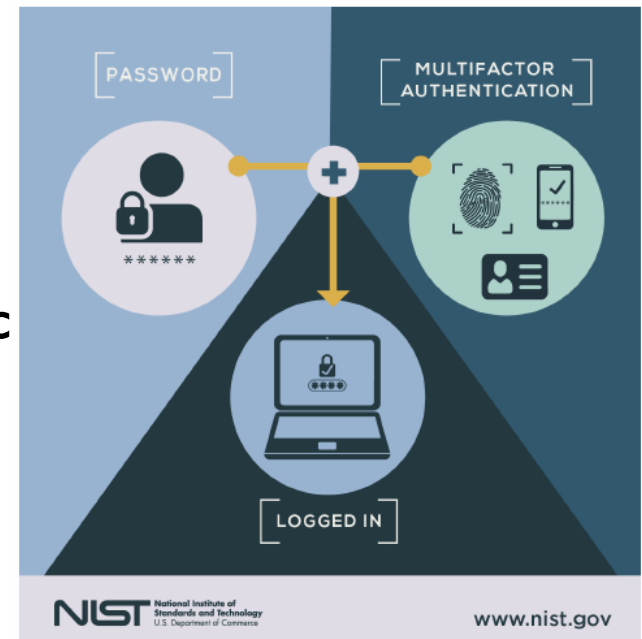 PASSWORD
MULTIFACTOR
AUTHENTICATION
******
c
****
LOGGED IN
NIST
National Institute of
Standards and Technology
U.S. Department of Commerce
www.nist.gov